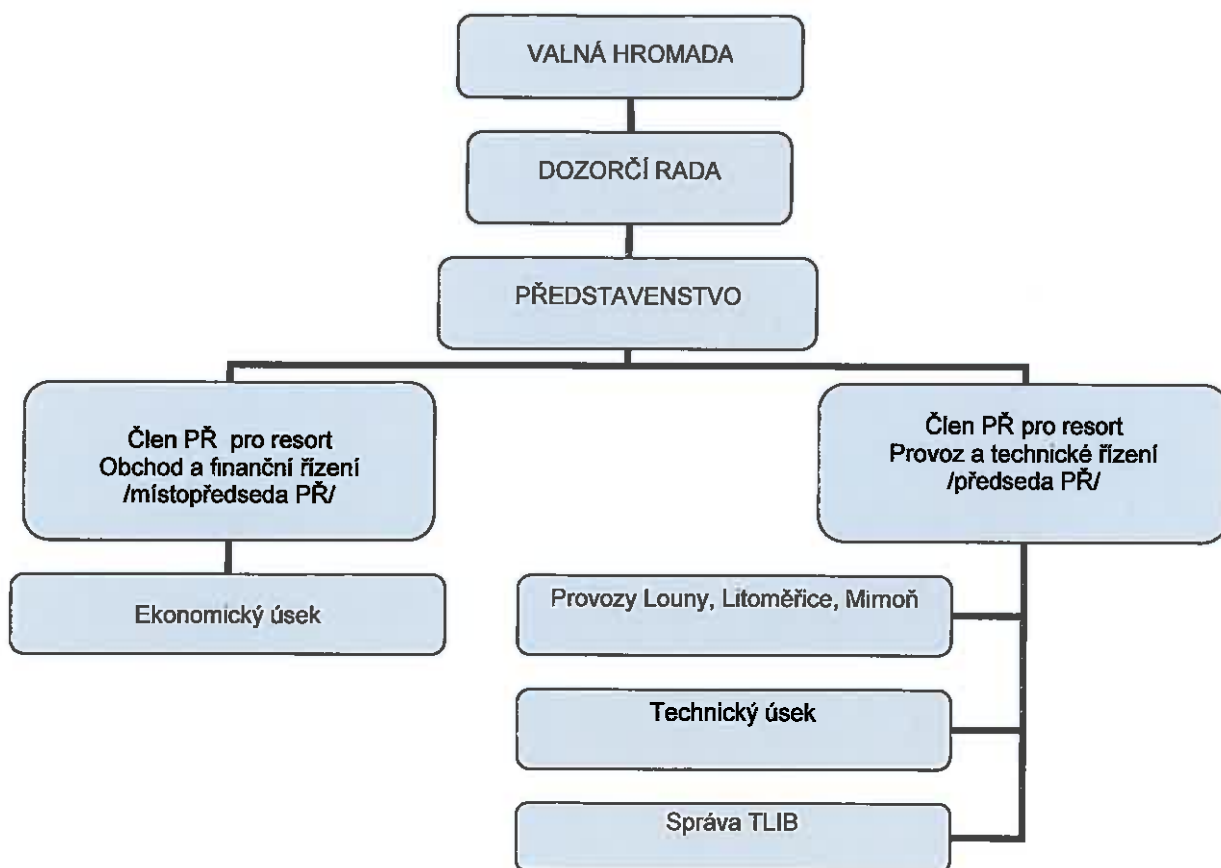 VALNÁ HROMADA
DOZORČÍ RADA
PŘEDSTAVENSTVO
Člen PŘ pro resort
Obchod a finanční řízení
/místopředseda PŘ/
Člen PŘ pro resort
Provoz a technické řízení
/předseda PŘ/
Ekonomický úsek
Provozy Louny, Litoměřice, Mimoň
Technický úsek
Správa TLIB